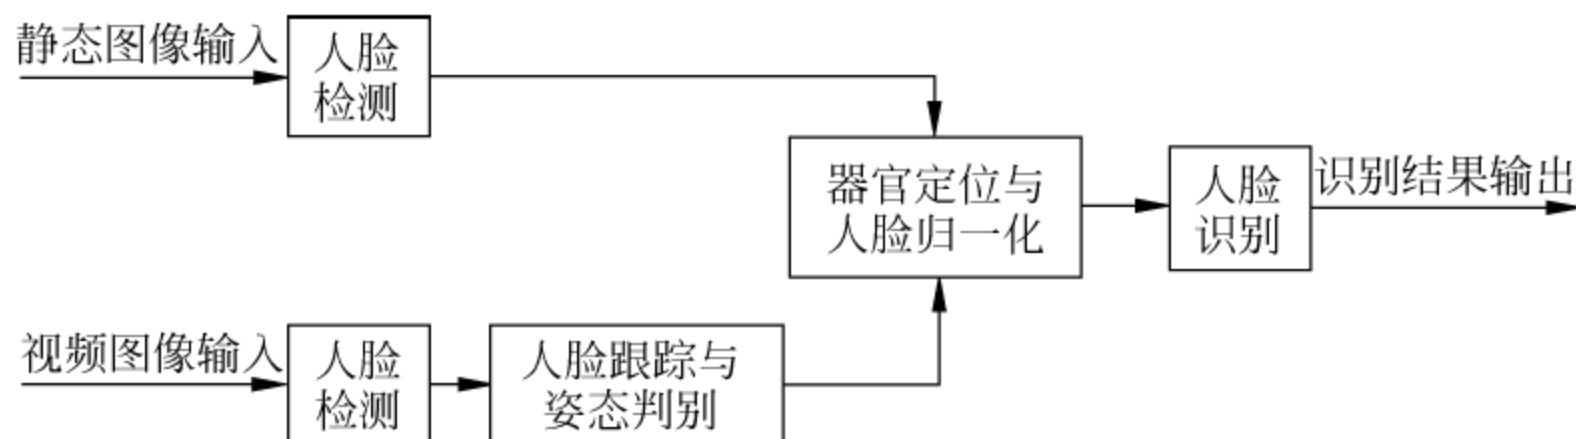 静态图像输入
人脸
检测
器官定位与
人脸归一化
人脸
识别
识别结果输出
视频图像输入
人脸
检测
人脸跟踪与
姿态判别